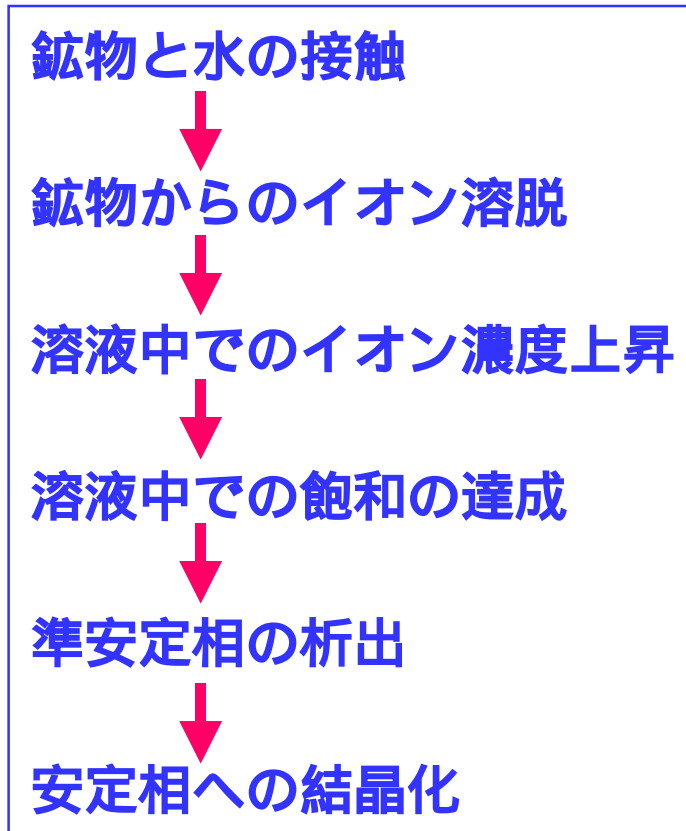 鉱物と水の接触
鉱物からのイオン溶脱
溶液中でのイオン濃度上昇
溶液中での飽和の達成
準安定相の析出
安定相への結晶化